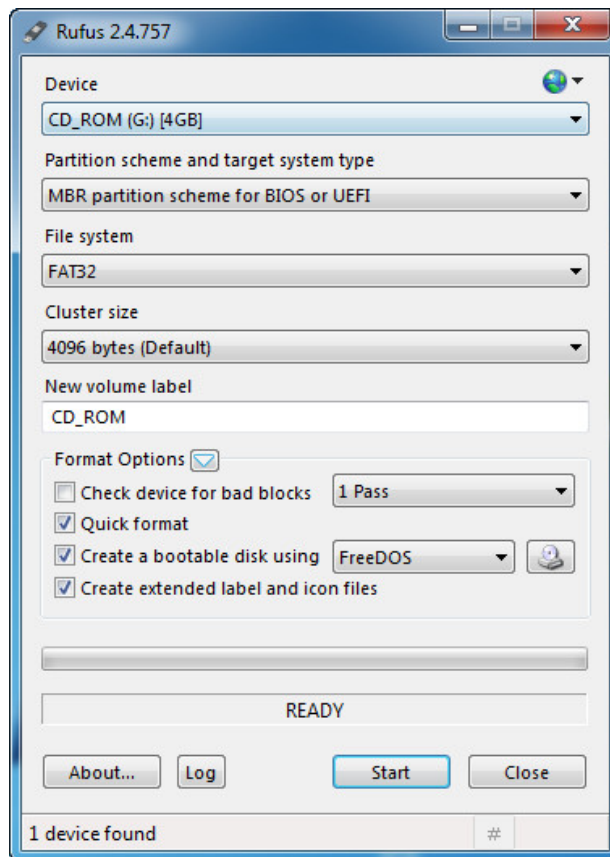 Rufus 2.4.757
Device
CD_ROM (G:) [4GB]
Partition scheme and target system type
MBR partition scheme for BIOS or UEFI
File system
FAT32
Cluster size
4096 bytes (Default)
New volume label
CD_ROM
Format Options
Check device for bad blocks 1 Pass
Quick format
Create a bootable disk using FreeDOS
Create extended label and icon files
READY
About... Log Start Close
1 device found #